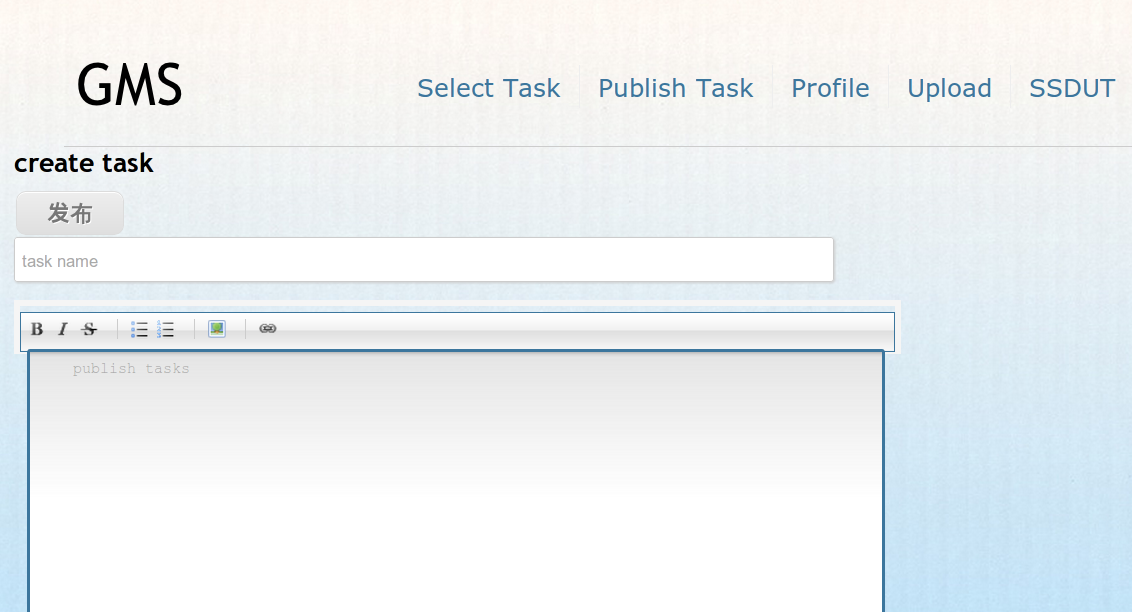 GMS
Select Task Publish Task Profile Upload SSDUT
create task
发布
task name
B I S
publish tasks